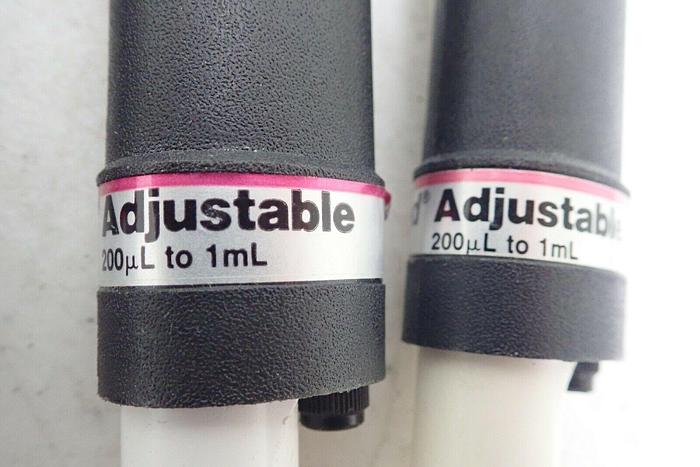 Adjustable
200µL to 1mL
d® Adjustable
200µL to 1mL